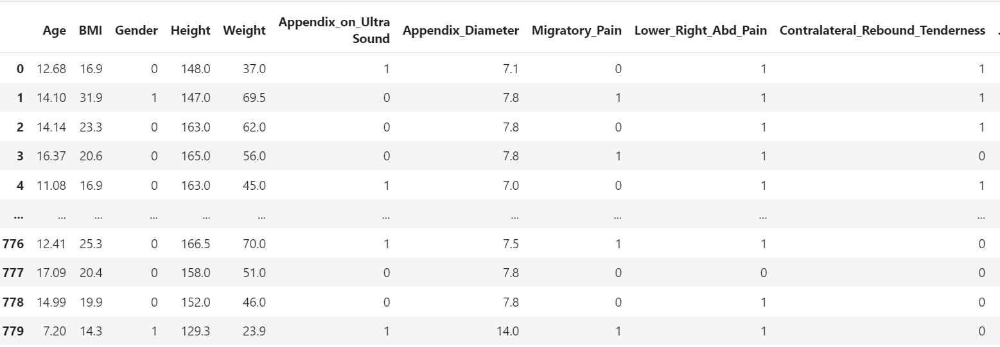 Age BMI Gender Height Weight Appendix_on_Ultra Sound Appendix_Diameter Migratory_Pain Lower_Right_Abd_Pain Contralateral_Rebound_Tenderness
0 12.68 16.9 0 148.0 37.0 1 7.1 0 1 1
1 14.10 31.9 1 147.0 69.5 0 7.8 1 1 1
2 14.14 23.3 0 163.0 62.0 0 7.8 0 1 1
3 16.37 20.6 0 165.0 56.0 0 7.8 1 1 0
4 11.08 16.9 0 163.0 45.0 1 7.0 0 1 1
... ... ... ... ... ... ... ... ... ... ...
776 12.41 25.3 0 166.5 70.0 1 7.5 1 1 0
777 17.09 20.4 0 158.0 51.0 0 7.8 0 0 0
778 14.99 19.9 0 152.0 46.0 0 7.8 0 1 0
779 7.20 14.3 1 129.3 23.9 1 14.0 1 1 0